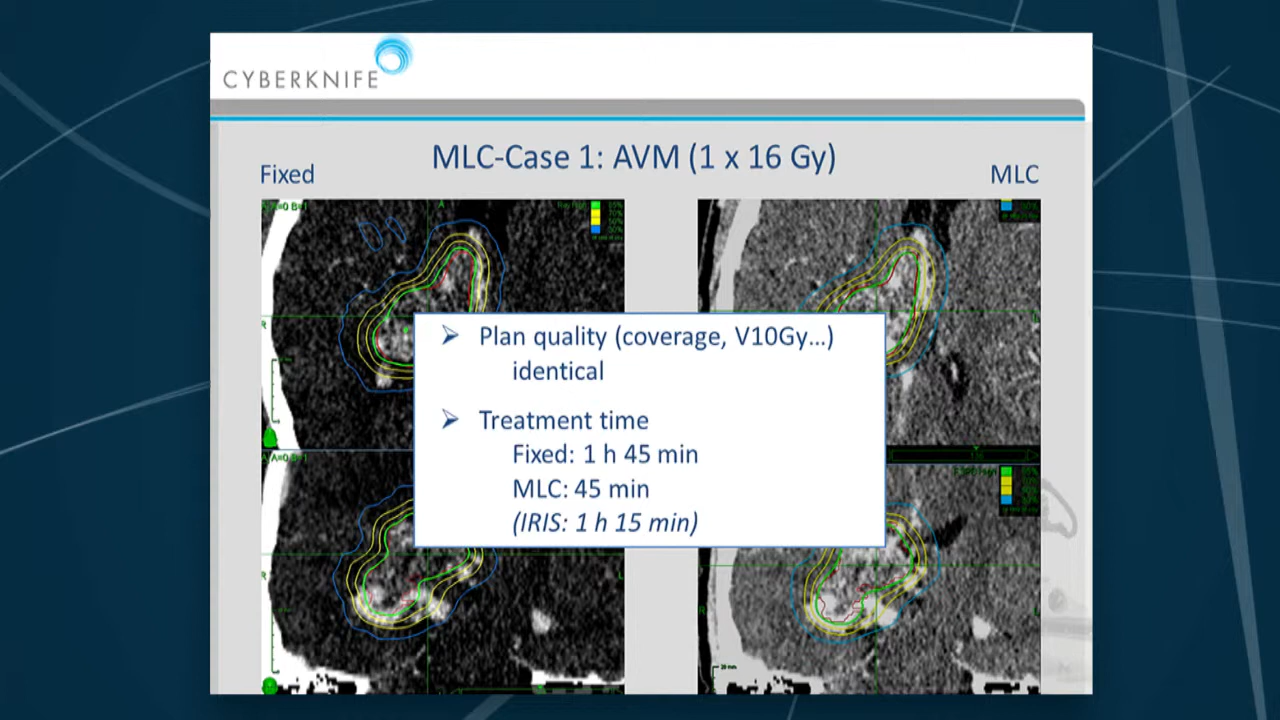 CYBERKNIFE
MLC-Case 1: AVM (1 x 16 Gy)
Fixed
MLC
A
R
➢ Plan quality (coverage, V10Gy...)
identical
➢ Treatment time
Fixed: 1 h 45 min
MLC: 45 min
(IRIS: 1 h 15 min)
R
L
R